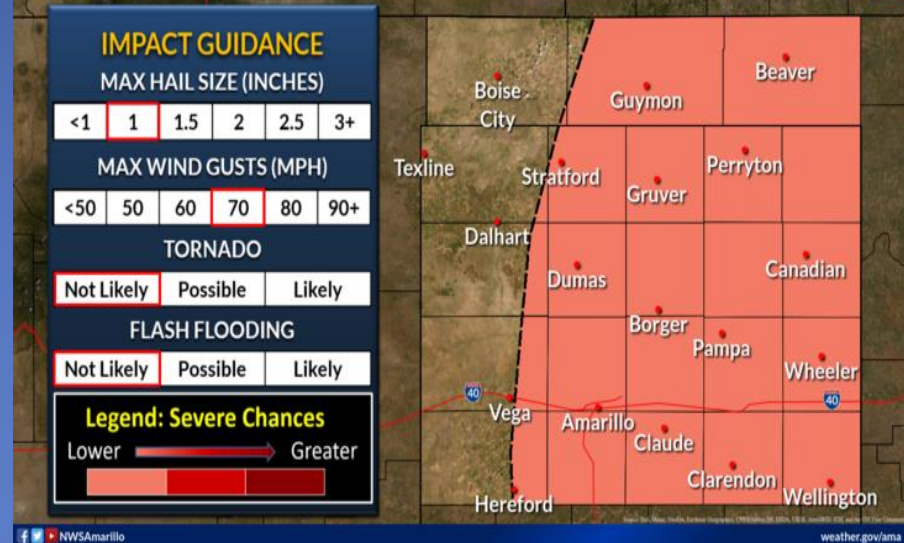 IMPACT GUIDANCE
MAX HAIL SIZE (INCHES)
<1 1 1.5 2 2.5 3+
MAX WIND GUSTS (MPH)
<50 50 60 70 80 90+
TORNADO
Not Likely Possible Likely
FLASH FLOODING
Not Likely Possible Likely
Legend: Severe Chances
Lower Greater
Boise City
Guymon
Beaver
Texline
Stratford
Gruver
Perryton
Dalhart
Dumas
Canadian
Borger
Pampa
Wheeler
40
Vega
Amarillo
40
Claude
Clarendon
Hereford
Wellington
NWSAmarillo
weather.gov/ama